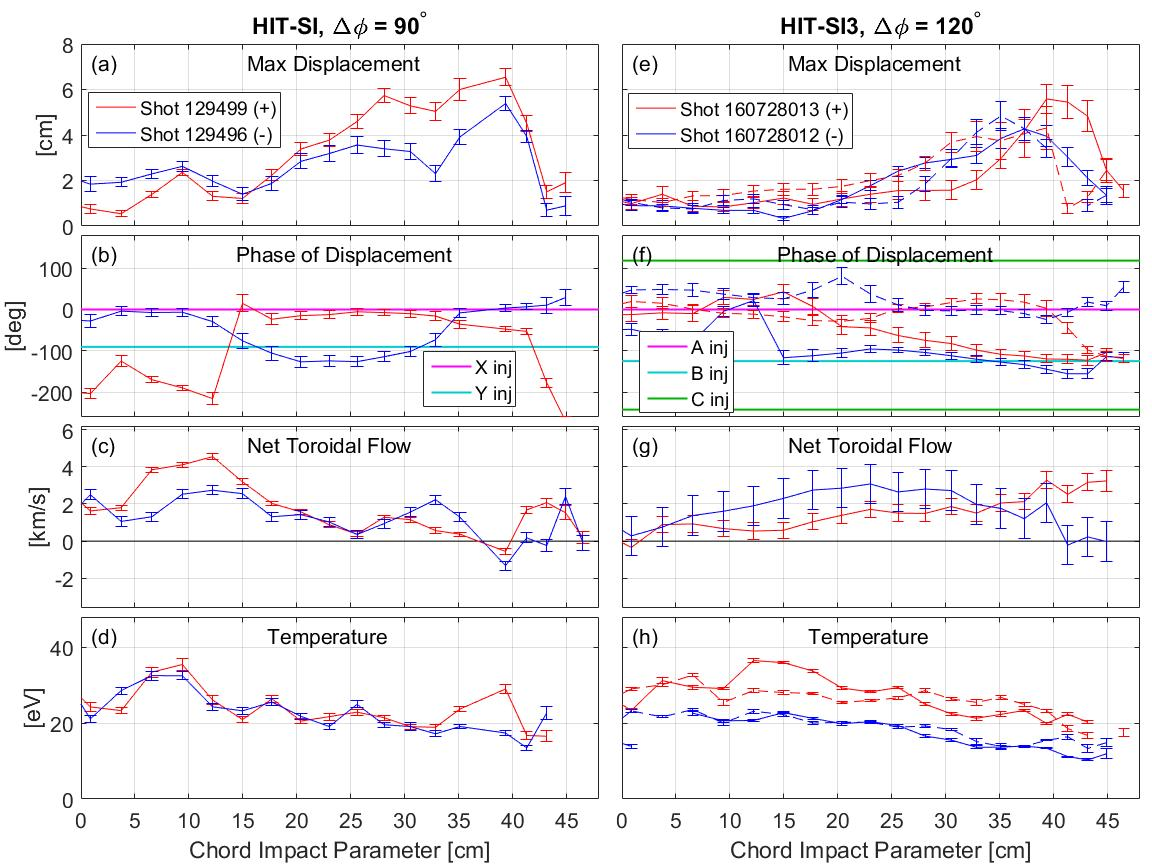 HIT-SI, Δϕ = 90°
HIT-SI3, Δϕ = 120°
(a) Max Displacement
Shot 129499 (+)
Shot 129496 (-)
8
6
4
2
0
[cm]
(e) Max Displacement
Shot 160728013 (+)
Shot 160728012 (-)
(b) Phase of Displacement
100
0
-100
-200
[deg]
X inj
Y inj
(f) Phase of Displacement
A inj
B inj
C inj
(c) Net Toroidal Flow
6
4
2
0
-2
[km/s]
(g) Net Toroidal Flow
(d) Temperature
40
20
0
[eV]
(h) Temperature
0 5 10 15 20 25 30 35 40 45
0 5 10 15 20 25 30 35 40 45
Chord Impact Parameter [cm]
Chord Impact Parameter [cm]